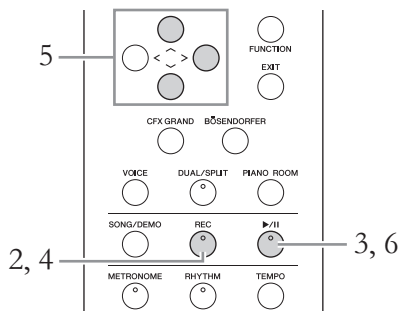 5
< >
FUNCTION
EXIT
CFX GRAND BÖSENDORFER
VOICE DUAL/SPLIT PIANO ROOM
SONG/DEMO REC ►/II
2, 4 3, 6
METRONOME RHYTHM TEMPO